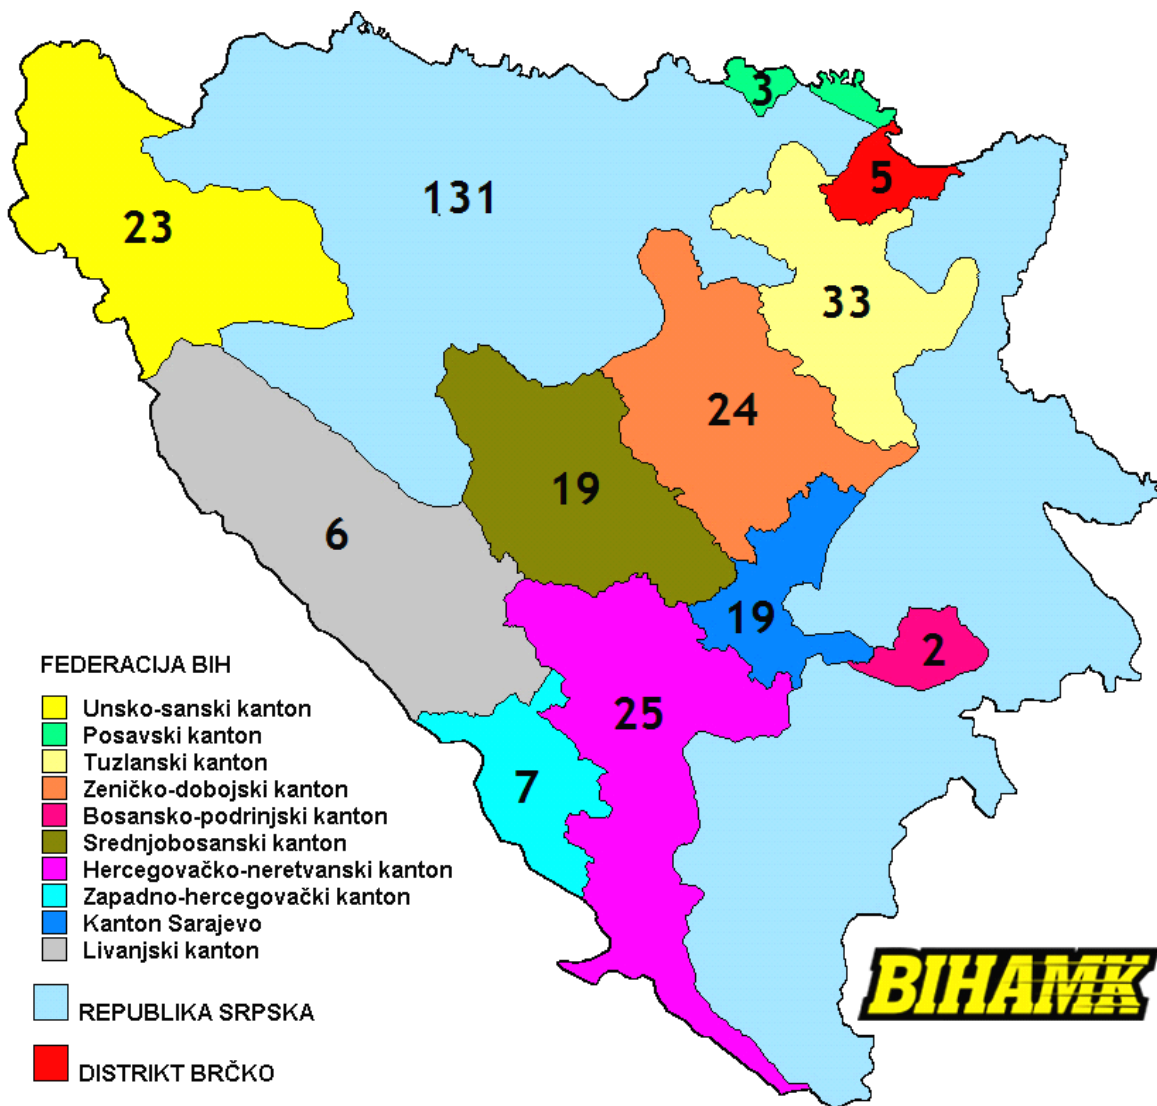 3
5
131
23
33
24
19
6
19
2
25
7
FEDERACIJA BIH
Unsko-sanski kanton
Posavski kanton
Tuzlanski kanton
Zeničko-dobojski kanton
Bosansko-podrinjski kanton
Srednjobosanski kanton
Hercegovačko-neretvanski kanton
Zapadno-hercegovački kanton
Kanton Sarajevo
Livanjski kanton
REPUBLIKA SRPSKA
DISTRIKT BRČKO
BIHAMK